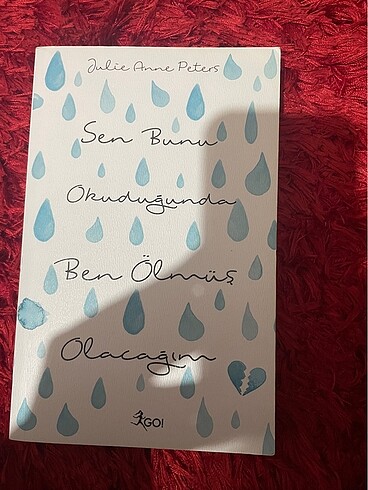 Julie Anne Peters
Sen Bunu
Okuduğunda
Ben Ölmüş
Olacağım
GO!